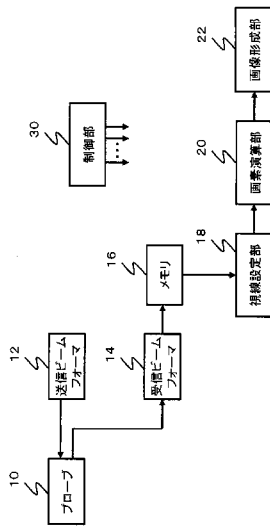 10
プローブ
12
送信ビーム
フォーマ
14
受信ビーム
フォーマ
16
メモリ
18
視線設定部
20
画素演算部
22
画像形成部
30
制御部